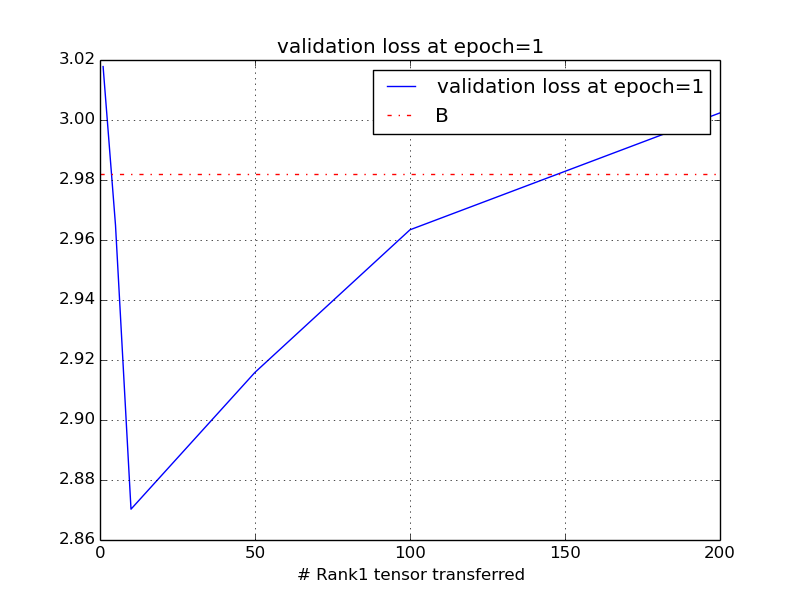 validation loss at epoch=1
validation loss at epoch=1
B
3.02
3.00
2.98
2.96
2.94
2.92
2.90
2.88
2.86
0 50 100 150 200
# Rank1 tensor transferred